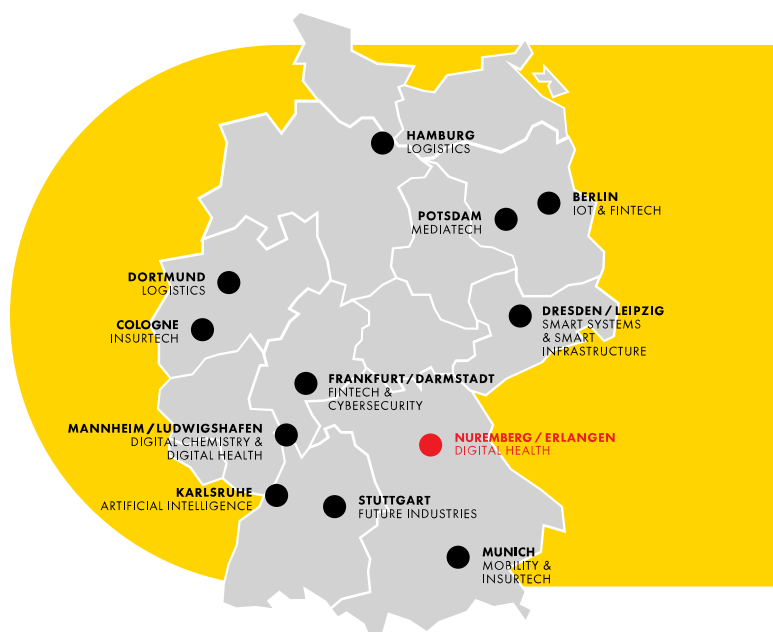 HAMBURG
LOGISTICS
BERLIN
IOT & FINTECH
POTSDAM
MEDIATECH
DORTMUND
LOGISTICS
DRESDEN / LEIPZIG
SMART SYSTEMS
& SMART
INFRASTRUCTURE
COLOGNE
INSURTECH
FRANKFURT/DARMSTADT
FINTECH &
CYBERSECURITY
MANNHEIM/LUDWIGSHAFEN
DIGITAL CHEMISTRY &
DIGITAL HEALTH
NUREMBERG / ERLANGEN
DIGITAL HEALTH
KARLSRUHE
ARTIFICIAL INTELLIGENCE
STUTTGART
FUTURE INDUSTRIES
MUNICH
MOBILITY &
INSURTECH